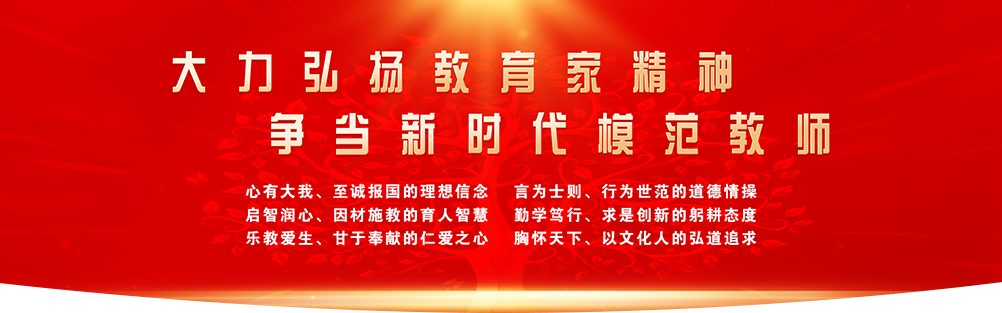 大力弘扬教育家精神
争当新时代模范教师
心有大我、至诚报国的理想信念 言为士则、行为世范的道德情操
启智润心、因材施教的育人智慧 勤学笃行、求是创新的躬耕态度
乐教爱生、甘于奉献的仁爱之心 胸怀天下、以文化人的弘道追求